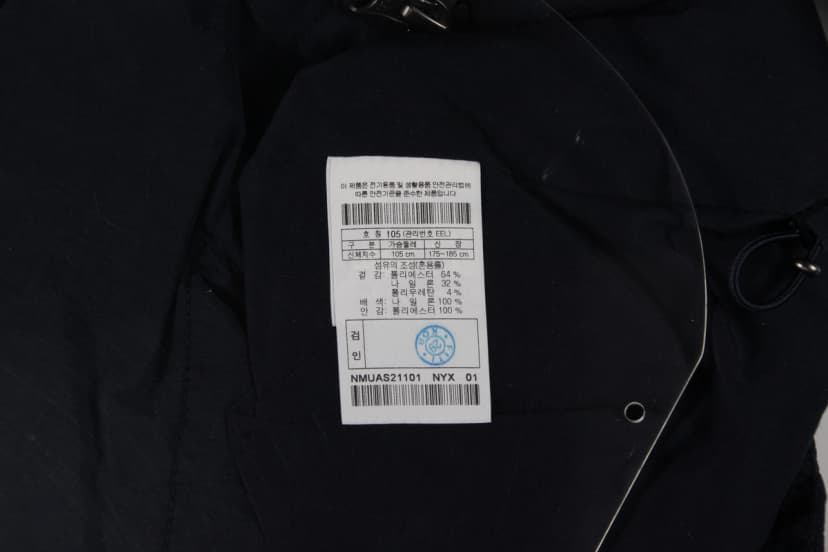 이 제품은 전기용품 및 생활용품 안전관리법에
따른 안전기준을 준수한 제품입니다
호 칭 105 (관리번호 EEL)
구 분 가슴둘레 신 장
신체치수 105 cm 175~185 cm
섬유의 조성(혼용률)
겉 감: 폴리에스터 64 %
나 일 론 32 %
폴리우레탄 4 %
배 색: 나 일 론 100 %
안 감: 폴리에스터 100 %
검
인
FITI
NMUAS21101 NYX 01